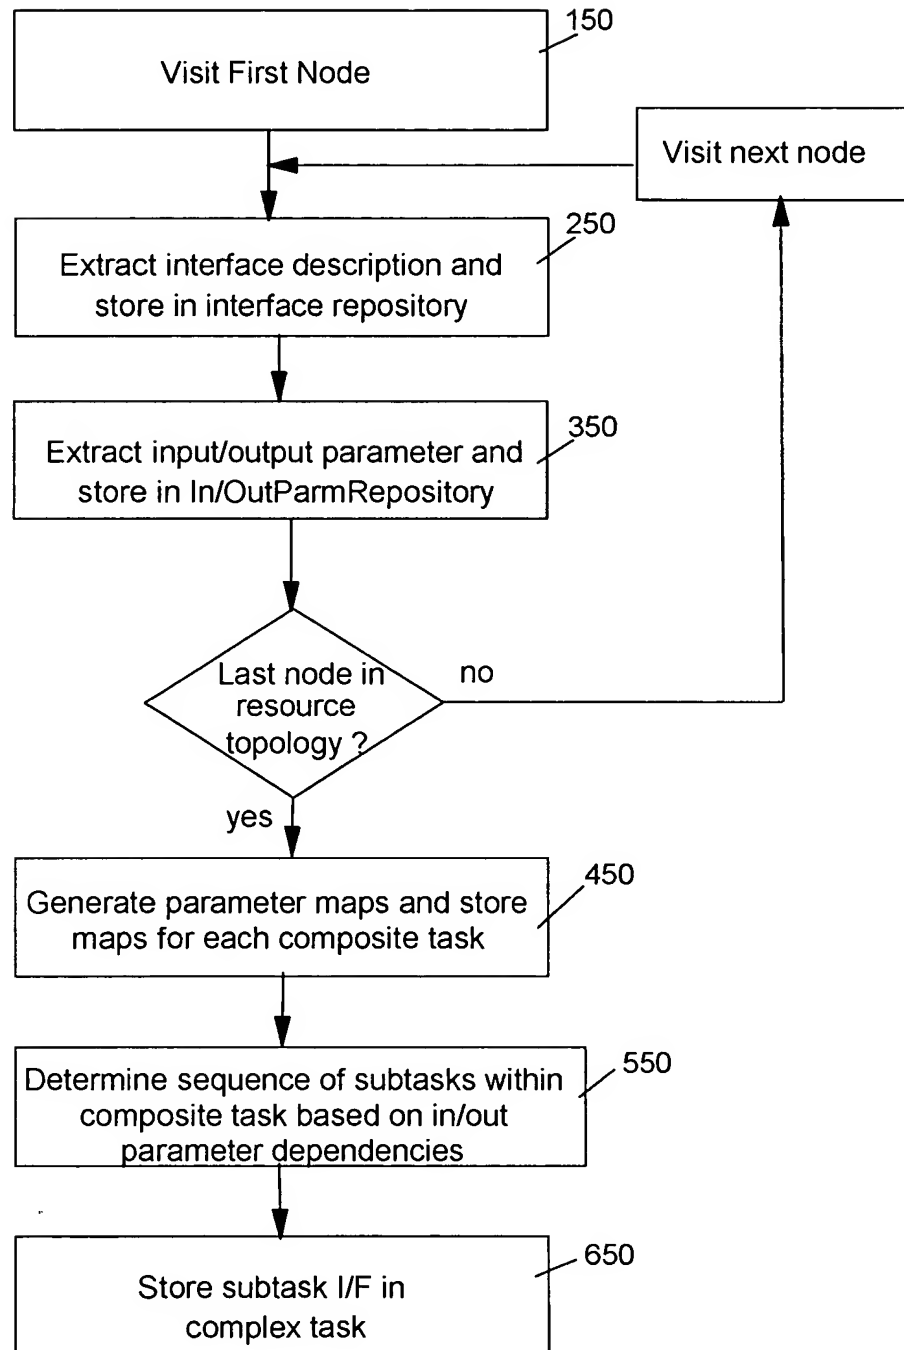 150
Visit First Node
Visit next node
250
Extract interface description and
store in interface repository
350
Extract input/output parameter and
store in In/OutParmRepository
Last node in
resource
topology ?
no
yes
450
Generate parameter maps and store
maps for each composite task
550
Determine sequence of subtasks within
composite task based on in/out
parameter dependencies
650
Store subtask I/F in
complex task